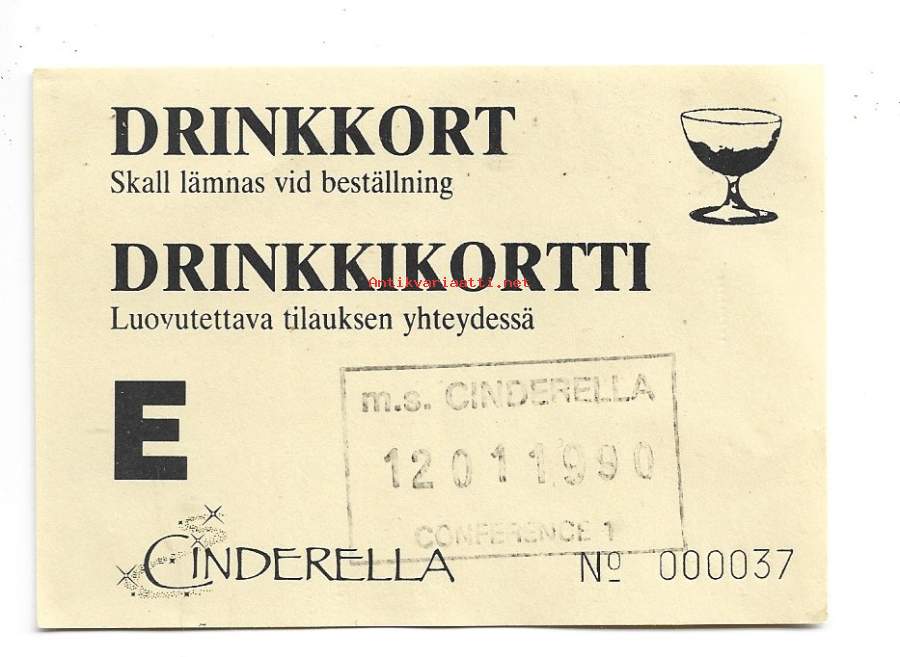 DRINKKORT
Skall lämnas vid beställning
DRINKKIKORTTI
Antikvariaatti.net
Luovutettava tilauksen yhteydessä
E
m.s. CINDERELLA
12 01 1990
CONFERENCE 1
CINDERELLA
Nº 000037